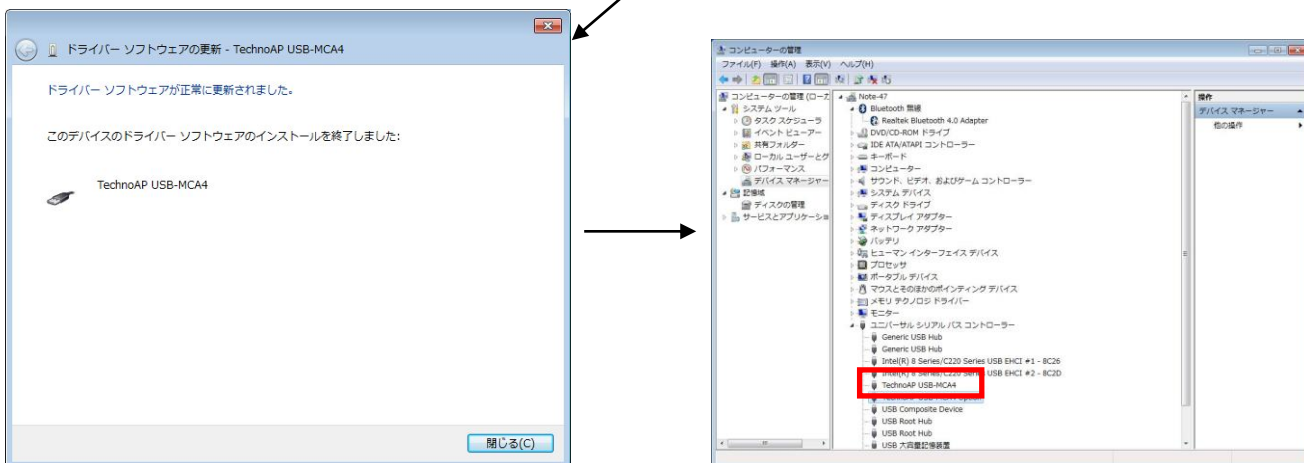 ドライバー ソフトウェアの更新 - TechnoAP USB-MCA4
ドライバー ソフトウェアが正常に更新されました。
このデバイスのドライバー ソフトウェアのインストールを終了しました:
TechnoAP USB-MCA4
閉じる(C)
コンピューターの管理
ファイル(F) 操作(A) 表示(V) ヘルプ(H)
コンピューターの管理 (ローカ
システム ツール
タスク スケジューラ
イベント ビューアー
共有フォルダー
ローカル ユーザーとグ
パフォーマンス
デバイス マネージャー
記憶域
ディスクの管理
サービスとアプリケーショ
Note-47
Bluetooth 無線
Realtek Bluetooth 4.0 Adapter
DVD/CD-ROM ドライブ
IDE ATA/ATAPI コントローラー
キーボード
コンピューター
サウンド、ビデオ、およびゲーム コントローラー
システム デバイス
ディスク ドライブ
ディスプレイ アダプター
ネットワーク アダプター
バッテリ
ヒューマン インターフェイス デバイス
プロセッサ
ポータブル デバイス
マウスとそのほかのポインティング デバイス
メモリ テクノロジ ドライバー
モニター
ユニバーサル シリアル バス コントローラー
Generic USB Hub
Generic USB Hub
Intel(R) 8 Series/C220 Series USB EHCI #1 - 8C26
Intel(R) 8 Series/C220 Series USB EHCI #2 - 8C2D
TechnoAP USB-MCA4
USB Composite Device
USB Root Hub
USB Root Hub
USB 大容量記憶装置
操作
デバイス マネージャー
他の操作